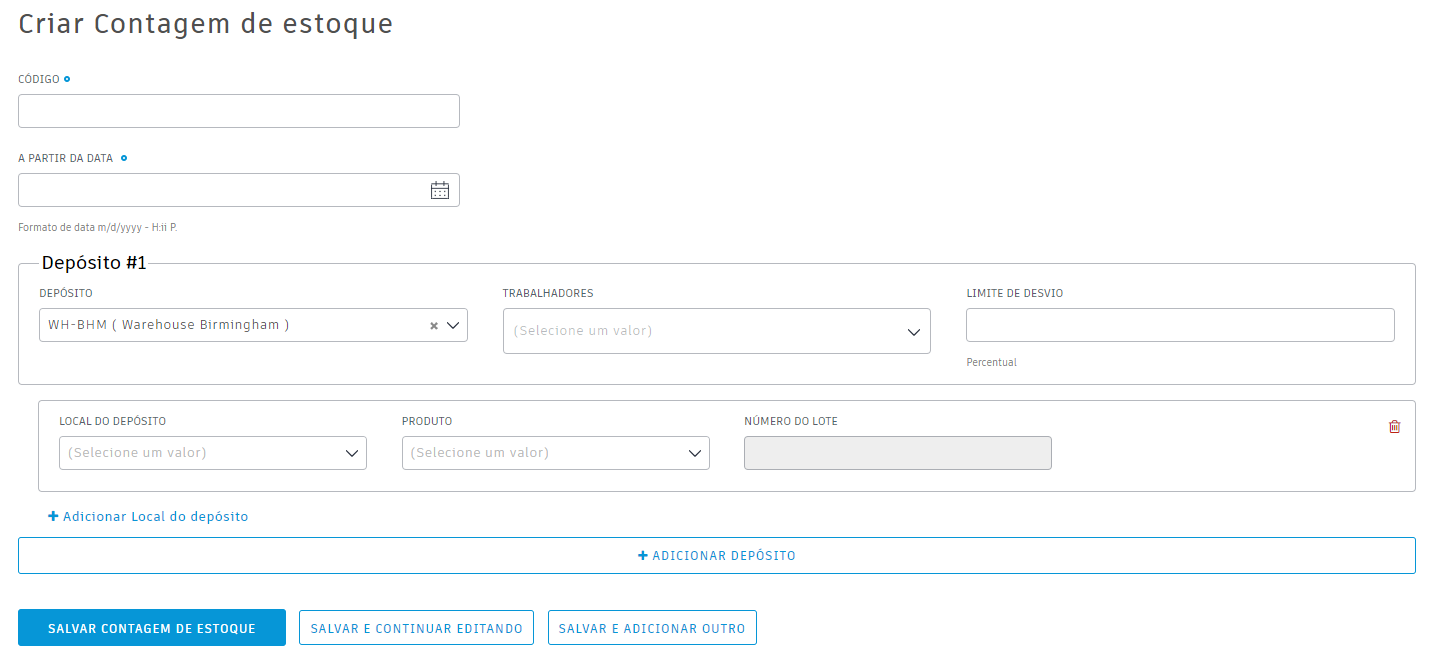 Criar Contagem de estoque
CÓDIGO
A PARTIR DA DATA
Formato de data m/d/yyyy - H:ii P.
Depósito #1
DEPÓSITO
TRABALHADORES
LIMITE DE DESVIO
WH-BHM ( Warehouse Birmingham )
(Selecione um valor)
Percentual
LOCAL DO DEPÓSITO
PRODUTO
NÚMERO DO LOTE
(Selecione um valor)
(Selecione um valor)
Adicionar Local do depósito
ADICIONAR DEPÓSITO
SALVAR CONTAGEM DE ESTOQUE
SALVAR E CONTINUAR EDITANDO
SALVAR E ADICIONAR OUTRO